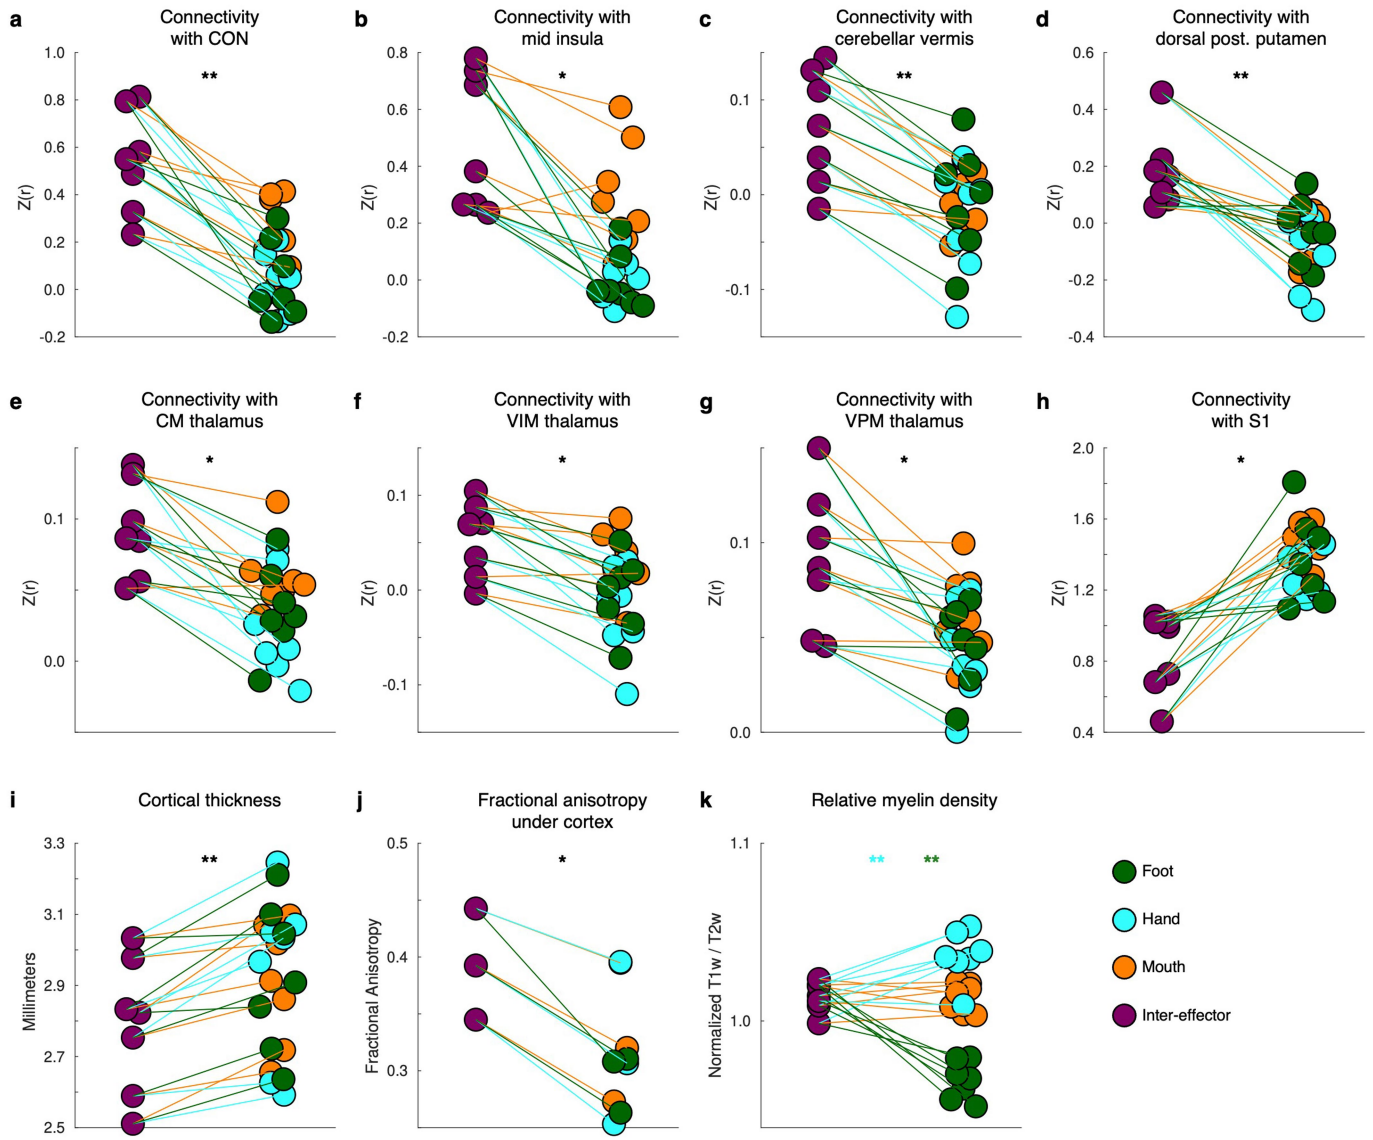 a Connectivity with CON
**
1.0
0.8
0.6
0.4
0.2
0.0
-0.2
Z(r)
b Connectivity with mid insula
*
0.8
0.6
0.4
0.2
0.0
-0.2
Z(r)
c Connectivity with cerebellar vermis
**
0.1
0.0
-0.1
Z(r)
d Connectivity with dorsal post. putamen
**
0.6
0.4
0.2
0.0
-0.2
-0.4
Z(r)
e Connectivity with CM thalamus
*
0.1
0.0
Z(r)
f Connectivity with VIM thalamus
*
0.1
0.0
-0.1
Z(r)
g Connectivity with VPM thalamus
*
0.1
0.0
Z(r)
h Connectivity with S1
*
2.0
1.6
1.2
0.8
0.4
Z(r)
i Cortical thickness
**
3.3
3.1
2.9
2.7
2.5
Millimeters
j Fractional anisotropy under cortex
*
0.5
0.4
0.3
Fractional Anisotropy
k Relative myelin density
** **
1.1
1.0
Normalized T1w / T2w
Foot
Hand
Mouth
Inter-effector